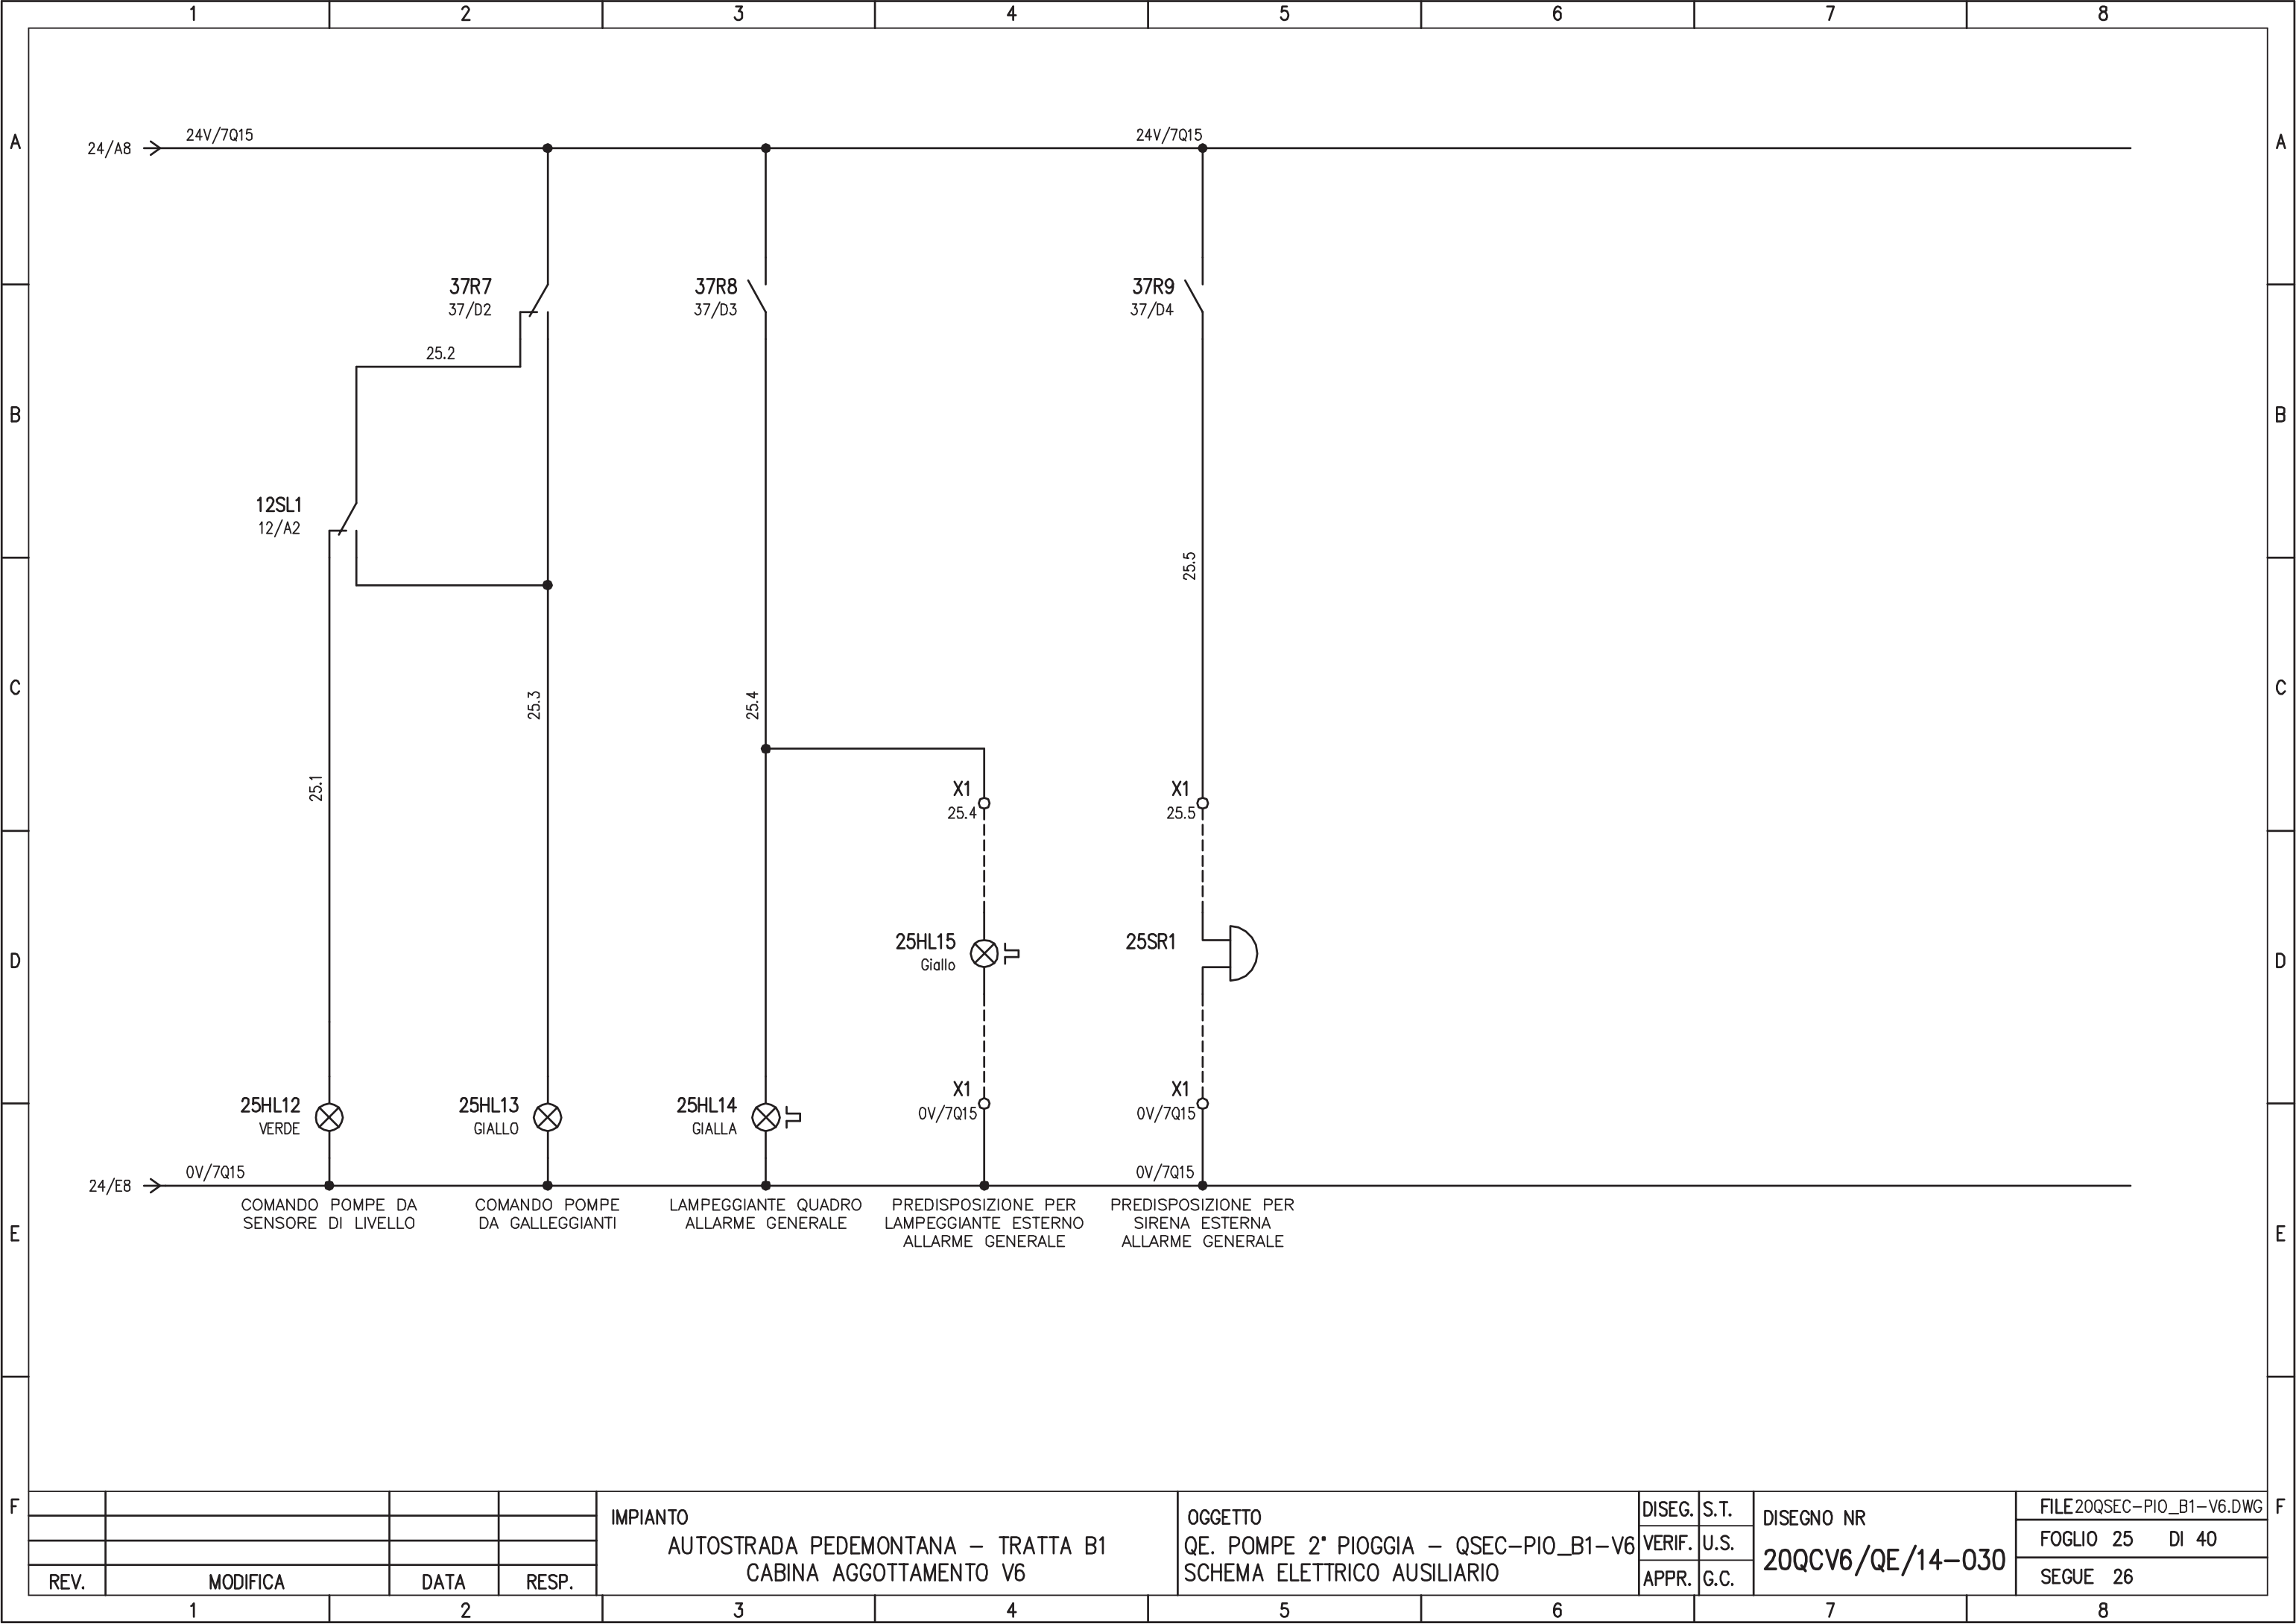 1 2 3 4 5 6 7 8
A A
24/A8 24V/7Q15 24V/7Q15
37R7 37R8 37R9
37/D2 37/D3 37/D4
25.2
B B
12SL1
12/A2
25.5
C C
25.3
25.4
25.1
X1 X1
25.4 25.5
25HL15 25SR1
Giallo
D D
X1 X1
0V/7Q15 0V/7Q15
25HL12 25HL13 25HL14
VERDE GIALLO GIALLA
24/E8 0V/7Q15 0V/7Q15
COMANDO POMPE DA
SENSORE DI LIVELLO
COMANDO POMPE
DA GALLEGGIANTI
LAMPEGGIANTE QUADRO
ALLARME GENERALE
PREDISPOSIZIONE PER
LAMPEGGIANTE ESTERNO
ALLARME GENERALE
PREDISPOSIZIONE PER
SIRENA ESTERNA
ALLARME GENERALE
E E
F F
REV. MODIFICA DATA RESP.
IMPIANTO
AUTOSTRADA PEDEMONTANA - TRATTA B1
CABINA AGGOTTAMENTO V6
OGGETTO
QE. POMPE 2° PIOGGIA - QSEC-PIO_B1-V6
SCHEMA ELETTRICO AUSILIARIO
DISEG. S.T.
VERIF. U.S.
APPR. G.C.
DISEGNO NR
20QCV6/QE/14-030
FILE 20QSEC-PIO_B1-V6.DWG
FOGLIO 25 DI 40
SEGUE 26
1 2 3 4 5 6 7 8